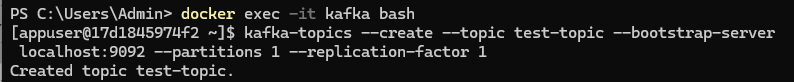 PS C:\Users\Admin> docker exec -it kafka bash
[appuser@17d1845974f2 ~]$ kafka-topics --create --topic test-topic --bootstrap-server
localhost:9092 --partitions 1 --replication-factor 1
Created topic test-topic.